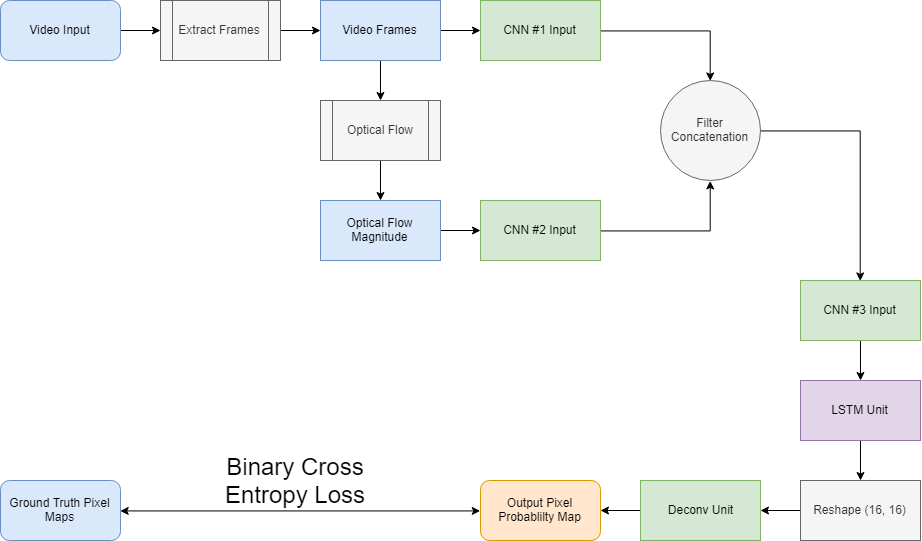 Video Input
Extract Frames
Video Frames
CNN #1 Input
Optical Flow
Filter
Concatenation
Optical Flow
Magnitude
CNN #2 Input
CNN #3 Input
LSTM Unit
Binary Cross
Entropy Loss
Ground Truth Pixel
Maps
Output Pixel
Probablilty Map
Deconv Unit
Reshape (16, 16)